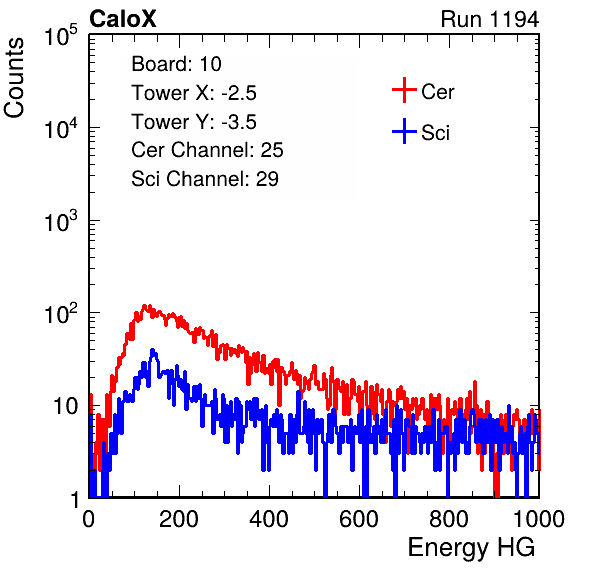 CaloX Run 1194
Counts
Board: 10
Tower X: -2.5
Tower Y: -3.5
Cer Channel: 25
Sci Channel: 29
Cer
Sci
10^5
10^4
10^3
10^2
10
1
0 200 400 600 800 1000
Energy HG